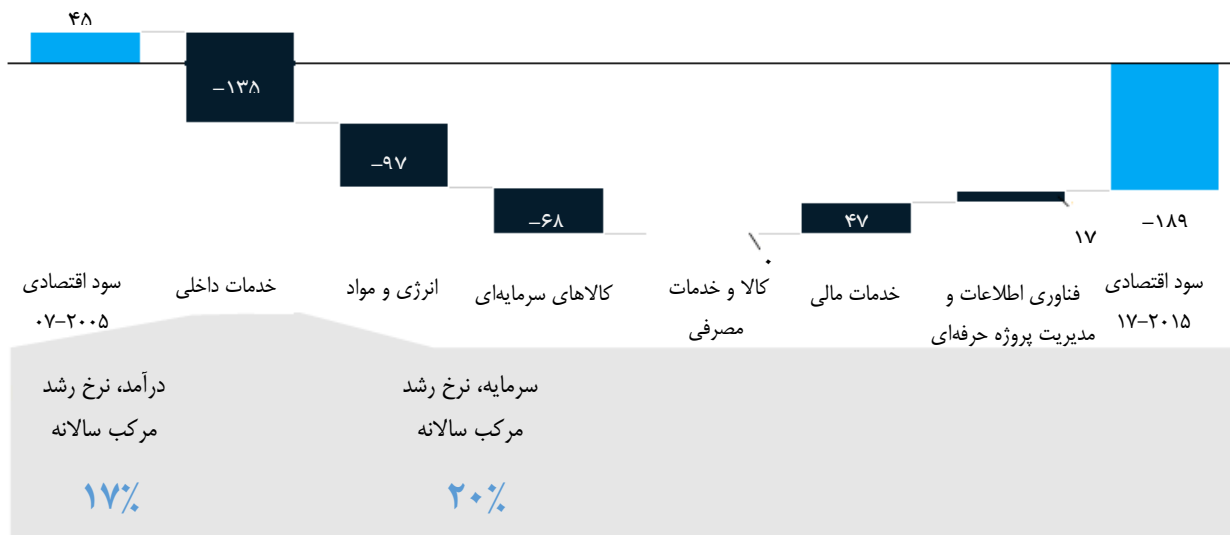 ۴۵
-۱۳۵
-۹۷
-۶۸
۰
۴۷
۱۷
-۱۸۹
سود اقتصادی
۲۰۰۵-۰۷
خدمات داخلی
انرژی و مواد
کالاهای سرمایه‌ای
کالا و خدمات
مصرفی
خدمات مالی
فناوری اطلاعات و
مدیریت پروژه حرفه‌ای
سود اقتصادی
۲۰۱۵-۱۷
درآمد، نرخ رشد
مرکب سالانه
۱۷%
سرمایه، نرخ رشد
مرکب سالانه
۲۰%